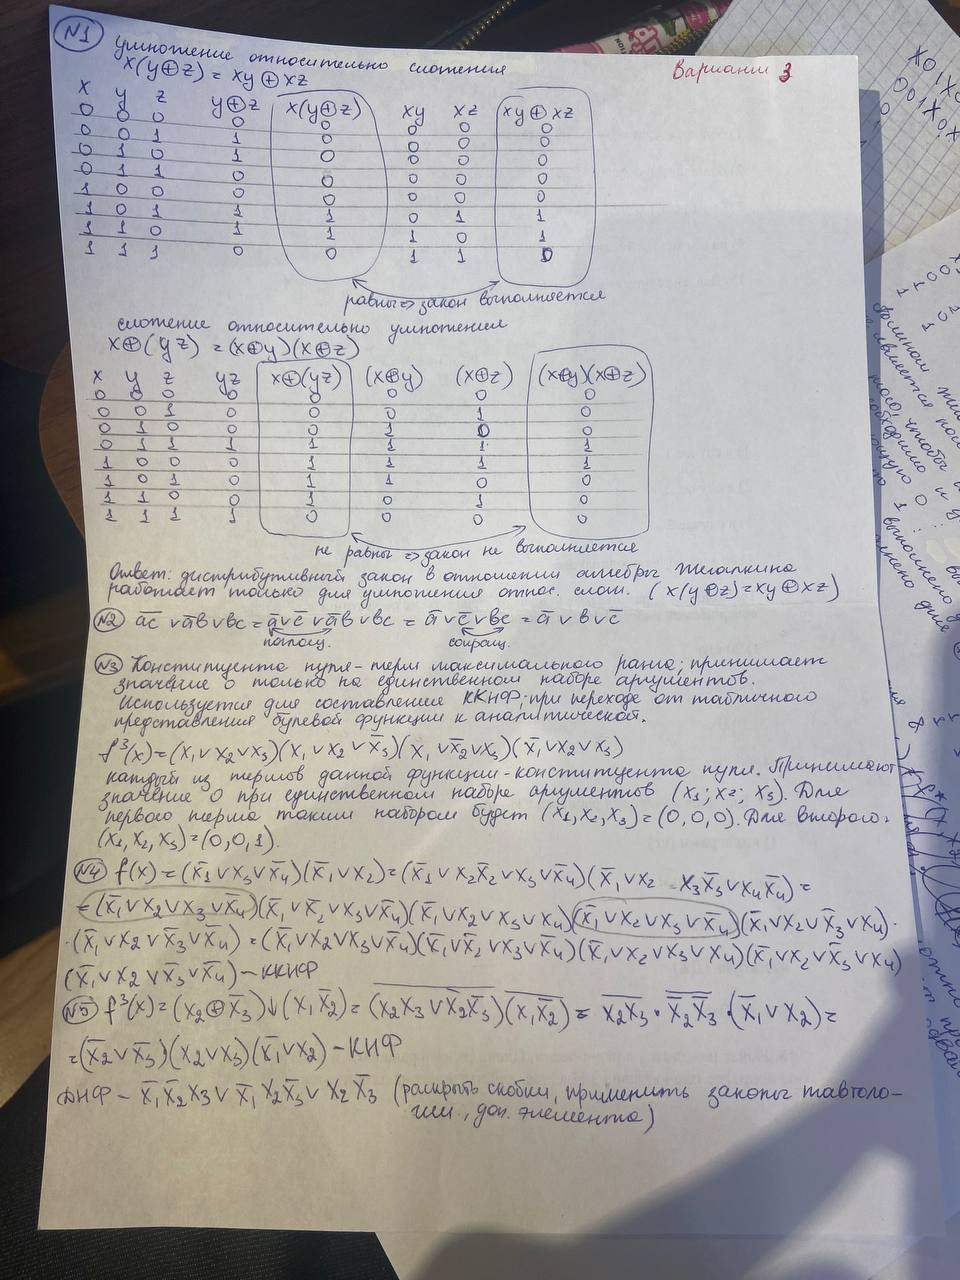 №1
умножение относительно сложения
Вариант 3
x(y⊕z) = xy ⊕ xz
x y z y⊕z x(y⊕z) xy xz xy⊕xz
0 0 0 0 0 0 0 0
0 0 1 1 0 0 0 0
0 1 0 1 0 0 0 0
0 1 1 0 0 0 0 0
1 0 0 0 0 0 0 0
1 0 1 1 1 0 1 1
1 1 0 1 1 1 0 1
1 1 1 0 0 1 1 0
равны => закон выполняется
сложение относительно умножения
x⊕(yz) = (x⊕y)(x⊕z)
x y z yz x⊕(yz) (x⊕y) (x⊕z) (x⊕y)(x⊕z)
0 0 0 0 0 0 0 0
0 0 1 0 0 0 1 0
0 1 0 0 0 1 0 0
0 1 1 1 1 1 1 1
1 0 0 0 1 1 1 1
1 0 1 0 1 1 0 0
1 1 0 0 1 0 1 0
1 1 1 1 0 0 0 0
не равны => закон не выполняется
Ответ: дистрибутивный закон в отношении алгебры Жегалкина
работает только для умножения относ. слож. (x(y⊕z)=xy⊕xz)
№2 a̅c̅ ∨ a̅b ∨ bc = a̅ ∨ c̅ ∨ a̅b ∨ bc = a̅ ∨ c̅ ∨ bc = a̅ ∨ b ∨ c̅
поглощ. сокращ.
№3 Конституента нуля - терм максимального ранга; принимает
значение 0 только на единственном наборе аргументов.
Используется для составления ККНФ; при переходе от табличного
представления булевой функции к аналитической.
f³(x)=(x₁∨x₂∨x₃)(x₁∨x₂∨x̅₃)(x₁∨x̅₂∨x₃)(x̅₁∨x₂∨x₃)
каждый из термов данной функции - конституента нуля. Принимают
значение 0 при единственном наборе аргументов (x₁; x₂; x₃). Для
первого терма таким набором будет (x₁,x₂,x₃)=(0,0,0). Для второго:
(x₁,x₂,x₃)=(0,0,1).
№4 f(x)=(x̅₁∨x₃∨x̅₄)(x̅₁∨x₂)=(x̅₁∨x₂x̅₂∨x₃∨x̅₄)(x̅₁∨x₂ x₃x̅₃∨x₄x̅₄)=
=(x̅₁∨x₂∨x₃∨x̅₄)(x̅₁∨x̅₂∨x₃∨x̅₄)(x̅₁∨x₂∨x₃∨x₄)(x̅₁∨x₂∨x₃∨x̅₄)(x̅₁∨x₂∨x̅₃∨x₄)·
·(x̅₁∨x₂∨x̅₃∨x̅₄)=(x̅₁∨x₂∨x₃∨x̅₄)(x̅₁∨x̅₂∨x₃∨x̅₄)(x̅₁∨x₂∨x₃∨x₄)(x̅₁∨x₂∨x̅₃∨x₄)
(x̅₁∨x₂∨x̅₃∨x̅₄) - ККНФ
№5 f³(x)=(x₂⊕x̅₃)↓(x₁x̅₂)= (x₂x₃∨x̅₂x̅₃) (x₁x̅₂) = x₂x₃ · x̅₂x̅₃ · (x̅₁∨x₂)=
=(x̅₂∨x̅₃)(x₂∨x₃)(x̅₁∨x₂) - КНФ
ДНФ - x̅₁x̅₂x₃ ∨ x̅₁x₂x̅₃ ∨ x₂x̅₃ (раскрыть скобки, применить законы тавтоло-
гии, доп. элемента)